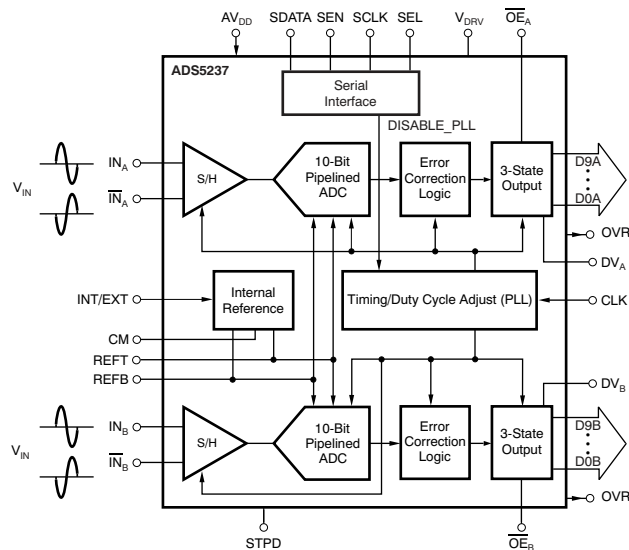 AVDD SDATA SEN SCLK SEL VDRV OEA
ADS5237
Serial
Interface
DISABLE_PLL
VIN
INA
INA
S/H
10-Bit
Pipelined
ADC
Error
Correction
Logic
3-State
Output
D9A
D0A
OVR
DVA
INT/EXT
Internal
Reference
Timing/Duty Cycle Adjust (PLL)
CLK
CM
REFT
REFB
DVB
VIN
INB
INB
S/H
10-Bit
Pipelined
ADC
Error
Correction
Logic
3-State
Output
D9B
D0B
OVR
STPD
OEB